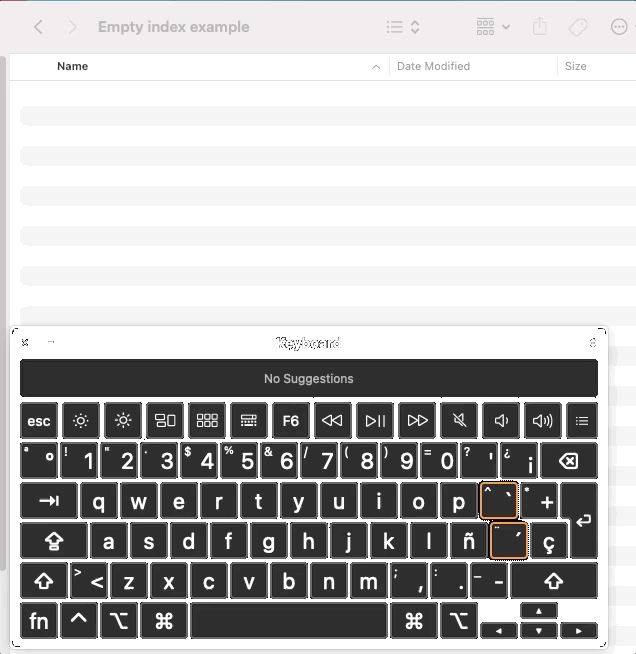 Empty index example
Name Date Modified Size
Keyboard
No Suggestions
esc F6
ª º ! 1 " 2 · 3 $ 4 % 5 & 6 / 7 ( 8 ) 9 = 0 ? ' ¿ ¡
q w e r t y u i o p ^ ` * +
a s d f g h j k l ñ ¨ ´ ç
> < z x c v b n m ; , : . _ -
fn ⌘ ⌘